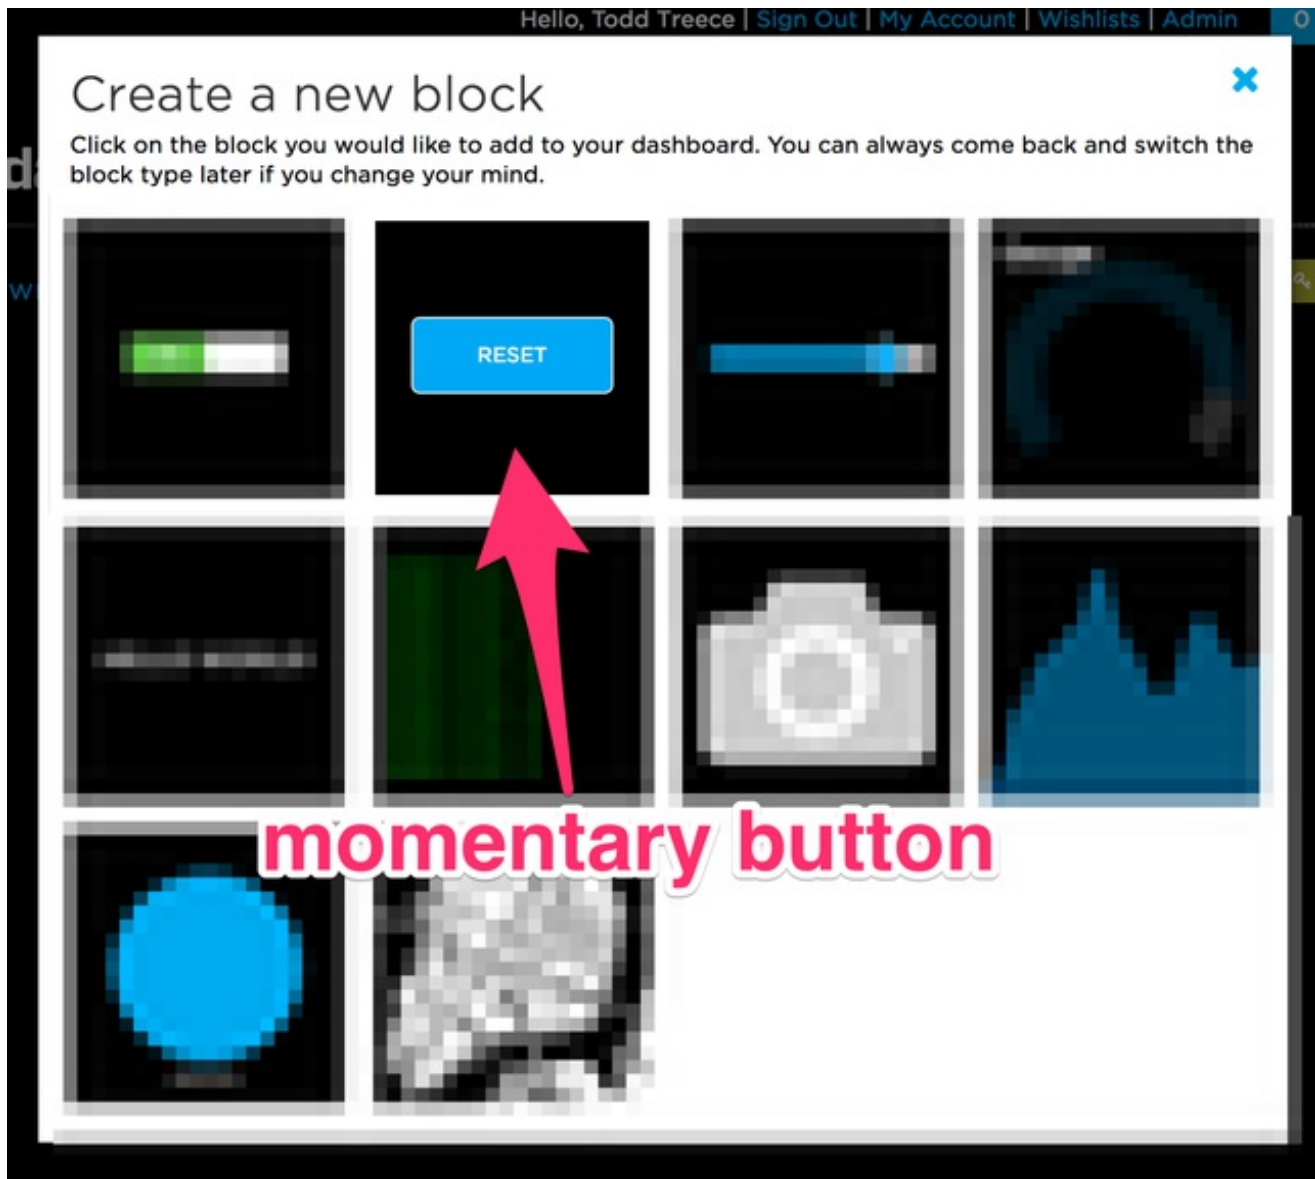 Hello, Todd Treece | Sign Out | My Account | Wishlists | Admin 0
Create a new block
Click on the block you would like to add to your dashboard. You can always come back and switch the
block type later if you change your mind.
RESET
momentary button